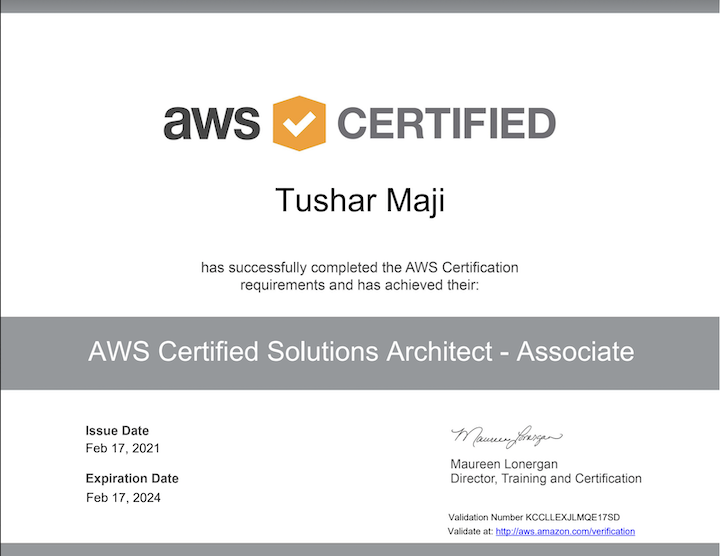 aws CERTIFIED
Tushar Maji
has successfully completed the AWS Certification
requirements and has achieved their:
AWS Certified Solutions Architect - Associate
Issue Date
Feb 17, 2021
Expiration Date
Feb 17, 2024
Maureen Lonergan
Maureen Lonergan
Director, Training and Certification
Validation Number KCCLLEXJLMQE17SD
Validate at: http://aws.amazon.com/verification